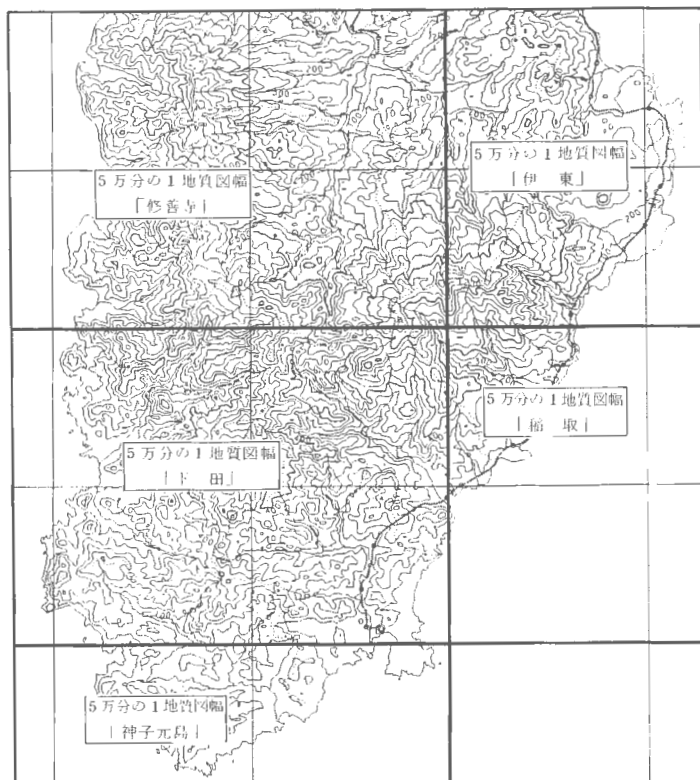 200
200
5万分の1地質図幅
「伊 東」
5万分の1地質図幅
「修善寺」
200
5万分の1地質図幅
「稲 取」
5万分の1地質図幅
「下 田」
5万分の1地質図幅
「神子元島」